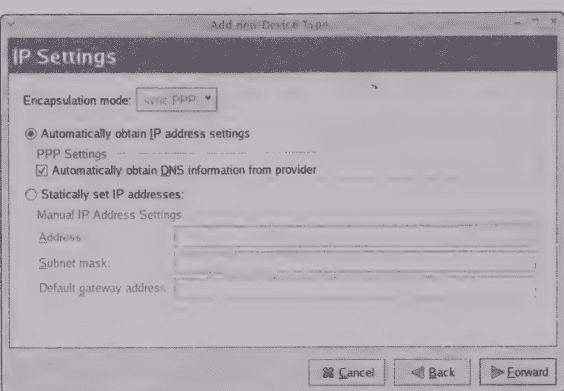 Add new Device Type
IP Settings
Encapsulation mode: sync PPP
Automatically obtain IP address settings
PPP Settings
Automatically obtain DNS information from provider
Statically set IP addresses:
Manual IP Address Settings
Address:
Subnet mask:
Default gateway address:
Cancel
Back
Forward